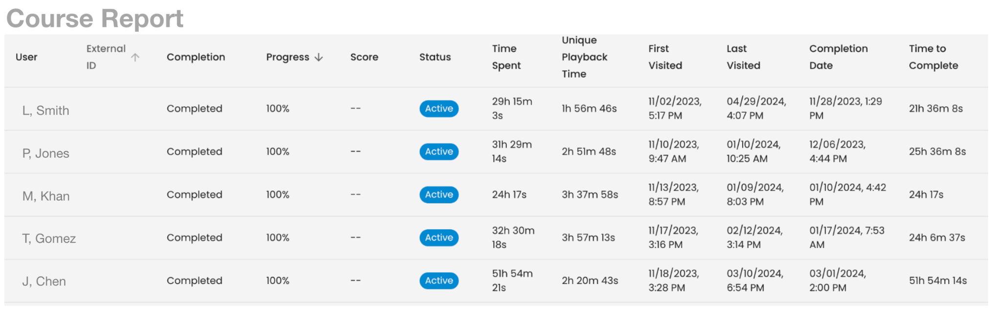 Course Report
User External ID Completion Progress Score Status Time Spent Unique Playback Time First Visited Last Visited Completion Date Time to Complete
L, Smith Completed 100% -- Active 29h 15m 3s 1h 56m 46s 11/02/2023, 5:17 PM 04/29/2024, 4:07 PM 11/28/2023, 1:29 PM 21h 36m 8s
P, Jones Completed 100% -- Active 31h 29m 14s 2h 51m 48s 11/10/2023, 9:47 AM 01/10/2024, 10:25 AM 12/06/2023, 4:44 PM 25h 36m 8s
M, Khan Completed 100% -- Active 24h 17s 3h 37m 58s 11/13/2023, 8:57 PM 01/09/2024, 8:03 PM 01/10/2024, 4:42 PM 24h 17s
T, Gomez Completed 100% -- Active 32h 30m 18s 3h 57m 13s 11/17/2023, 3:16 PM 02/12/2024, 3:14 PM 01/17/2024, 7:53 AM 24h 6m 37s
J, Chen Completed 100% -- Active 51h 54m 21s 2h 20m 43s 11/18/2023, 3:28 PM 03/10/2024, 6:54 PM 03/01/2024, 2:00 PM 51h 54m 14s